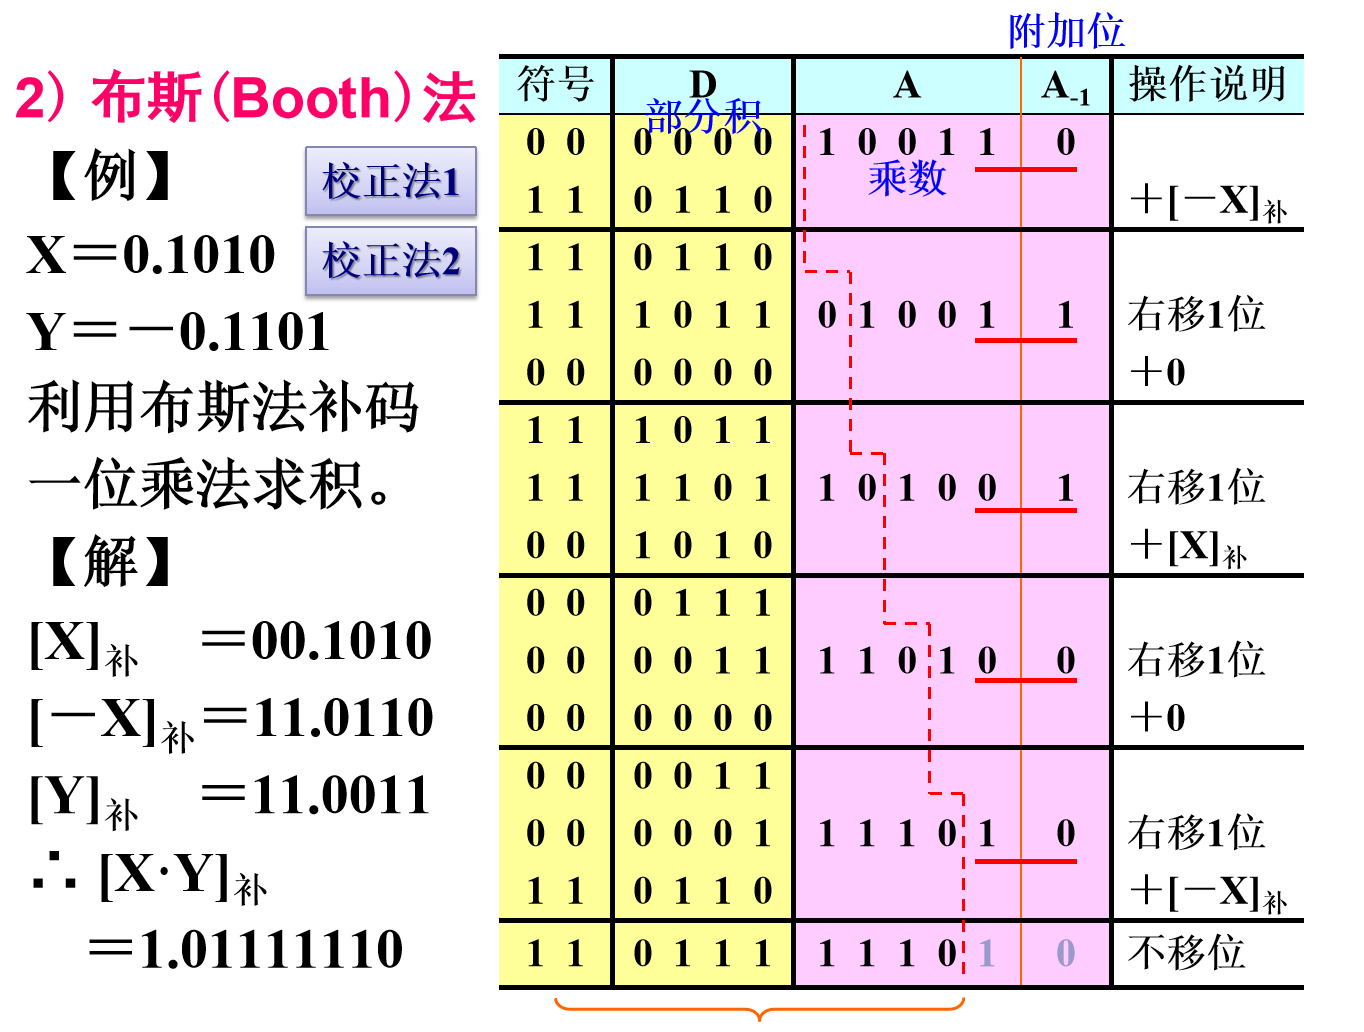 2）布斯(Booth)法
【例】
校正法1
X＝0.1010
校正法2
Y＝－0.1101
利用布斯法补码
一位乘法求积。
【解】
[X]补 ＝00.1010
[－X]补＝11.0110
[Y]补 ＝11.0011
∴ [X·Y]补
＝1.01111110
附加位
符号 D A A-1 操作说明
部分积
0 0 0 0 0 0 1 0 0 1 1 0
乘数
1 1 0 1 1 0 ＋[－X]补
1 1 0 1 1 0
1 1 1 0 1 1 0 1 0 0 1 1 右移1位
0 0 0 0 0 0 ＋0
1 1 1 0 1 1
1 1 1 1 0 1 1 0 1 0 0 1 右移1位
0 0 1 0 1 0 ＋[X]补
0 0 0 1 1 1
0 0 0 0 1 1 1 1 0 1 0 0 右移1位
0 0 0 0 0 0 ＋0
0 0 0 0 1 1
0 0 0 0 0 1 1 1 1 0 1 0 右移1位
1 1 0 1 1 0 ＋[－X]补
1 1 0 1 1 1 1 1 1 0 1 0 不移位